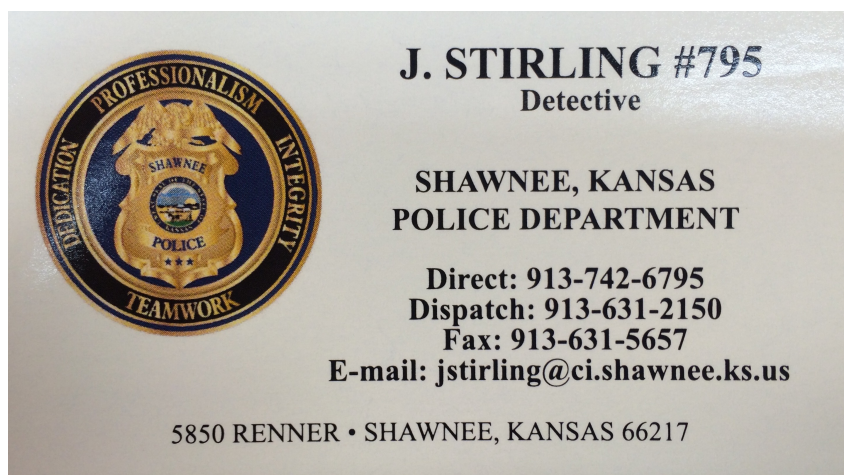 J. STIRLING #795
Detective
SHAWNEE, KANSAS
POLICE DEPARTMENT
Direct: 913-742-6795
Dispatch: 913-631-2150
Fax: 913-631-5657
E-mail: jstirling@ci.shawnee.ks.us
5850 RENNER • SHAWNEE, KANSAS 66217
PROFESSIONALISM
DEDICATION
INTEGRITY
TEAMWORK
SHAWNEE
POLICE